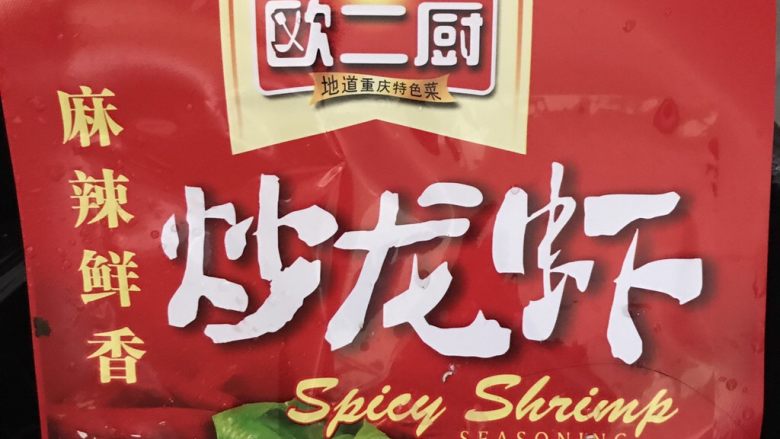 欧二厨
地道重庆特色菜
麻辣鲜香
炒龙虾
Spicy Shrimp
SEASONING